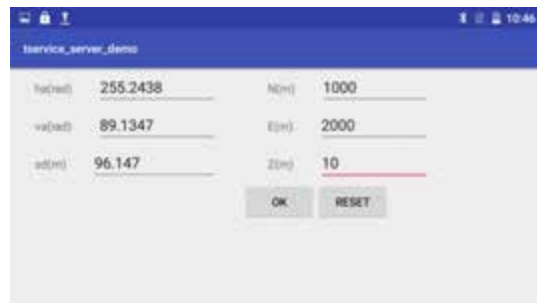 10:46
tservice_server_demo
ha(rad) 255.2438 N(m) 1000
va(rad) 89.1347 E(m) 2000
sd(m) 96.147 Z(m) 10
OK RESET